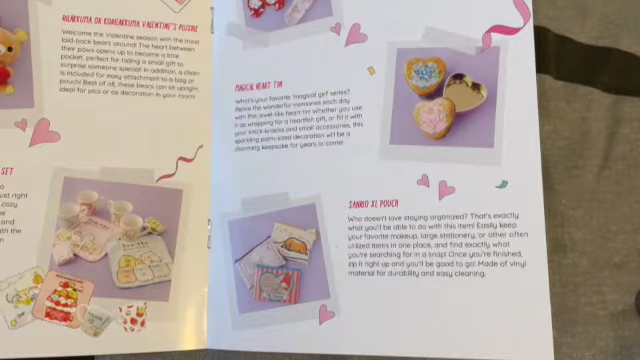 RILAKKUMA OR KORILAKKUMA VALENTINE'S PLUSHIE
Welcome the Valentine season with the most
laid-back bears around! The heart between
their paws opens up to become a little
pocket, perfect for hiding a small gift to
surprise someone special! In addition, a chain
is included for easy attachment to a bag or
pouch! Best of all, these bears can sit upright,
ideal for pics or as decoration in your room!
SET
just right
cozy
and
th the
MAGICAL HEART TIN
What's your favorite 'magical girl' series?
Relive the wonderful memories each day
with this jewel-like heart tin! Whether you use
it as wrapping for a heartfelt gift, or fill it with
your knick-knacks and small accessories, this
sparkling palm-sized decoration will be a
charming keepsake for years to come!
SANRIO XL POUCH
Who doesn't love staying organized? That's exactly
what you'll be able to do with this item! Easily keep
your favorite makeup, large stationery, or other often
utilized items in one place, and find exactly what
you're searching for in a snap! Once you're finished,
zip it right up and you'll be good to go! Made of vinyl
material for durability and easy cleaning.